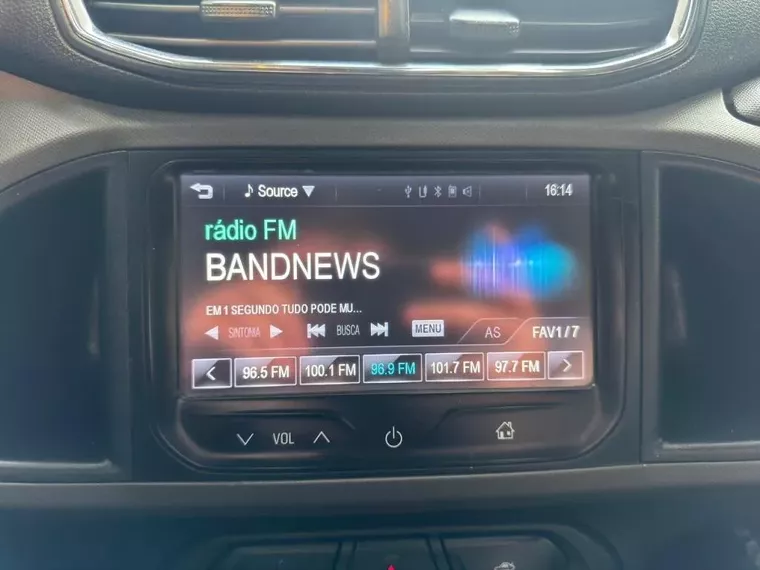 Source 16:14
rádio FM
BANDNEWS
EM 1 SEGUNDO TUDO PODE MU...
SINTONIA BUSCA MENU AS FAV1/7
96.5 FM 100.1 FM 96.9 FM 101.7 FM 97.7 FM
VOL